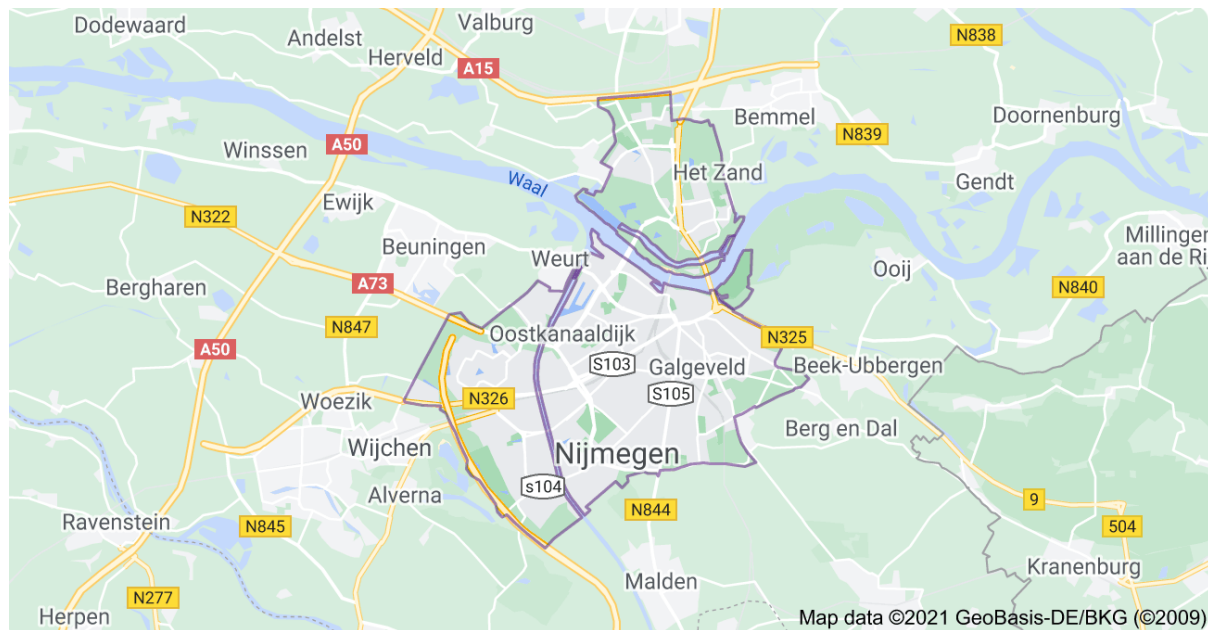 Dodewaard
Valburg
Andelst
N838
Herveld
A15
Bemmel
Doornenburg
N839
A50
Winssen
Het Zand
Waal
Gendt
Ewijk
N322
Millingen
aan de Ri
Beuningen
Weurt
Ooij
Bergharen
A73
N840
N847
Oostkanaaldijk
N325
A50
S103
Galgeveld
Beek-Ubbergen
S105
N326
Woezik
Berg en Dal
Wijchen
Nijmegen
s104
Alverna
9
N844
Ravenstein
N845
504
Kranenburg
Malden
N277
Herpen
Map data ©2021 GeoBasis-DE/BKG (©2009)